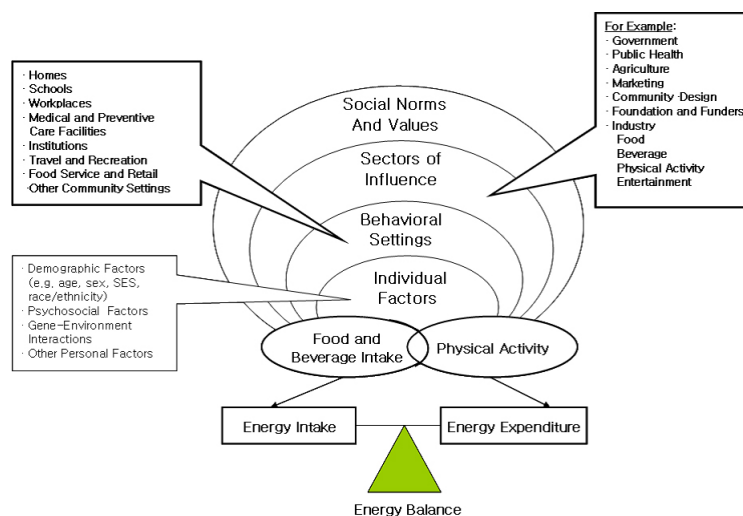 · Homes
· Schools
· Workplaces
· Medical and Preventive
Care Facilities
· Institutions
· Travel and Recreation
· Food Service and Retail
·Other Community Settings
For Example:
· Government
· Public Health
· Agriculture
· Marketing
· Community Design
· Foundation and Funders
· Industry
Food
Beverage
Physical Activity
Entertainment
Social Norms
And Values
Sectors of
Influence
Behavioral
Settings
Individual
Factors
· Demographic Factors
(e.g, age, sex, SES,
race/ethnicity)
· Psychosocial Factors
· Gene-Environment
Interactions
· Other Personal Factors
Food and
Beverage Intake
Physical Activity
Energy Intake
Energy Expenditure
Energy Balance